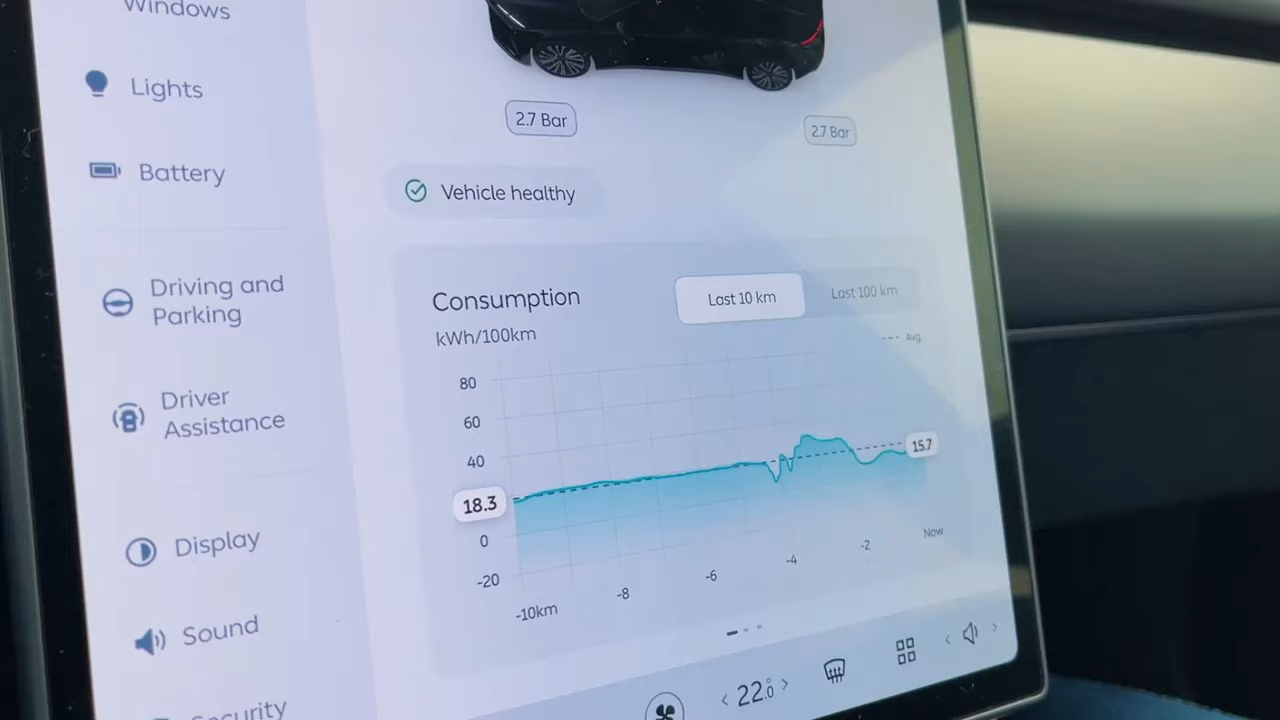 Windows
Lights
Battery
Driving and
Parking
Driver
Assistance
Display
Sound
Security
2.7 Bar
2.7 Bar
Vehicle healthy
Consumption
kWh/100km
Last 10 km
Last 100 km
Avg.
80
60
40
18.3
0
-20
15.7
-10km
-8
-6
-4
-2
Now
22.0